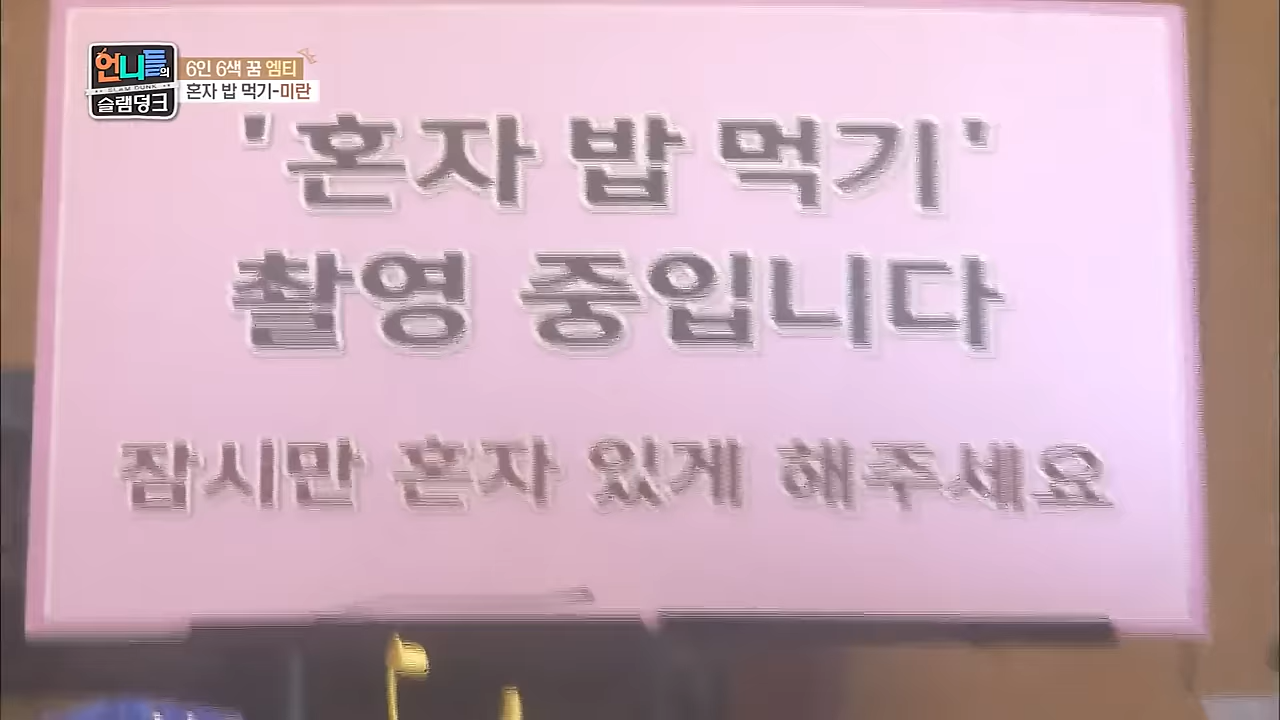 언니들의
SLAM DUNK
슬램덩크
6인 6색 꿈 엠티
혼자 밥 먹기-미란
'혼자 밥 먹기'
촬영 중입니다
잠시만 혼자 있게 해주세요